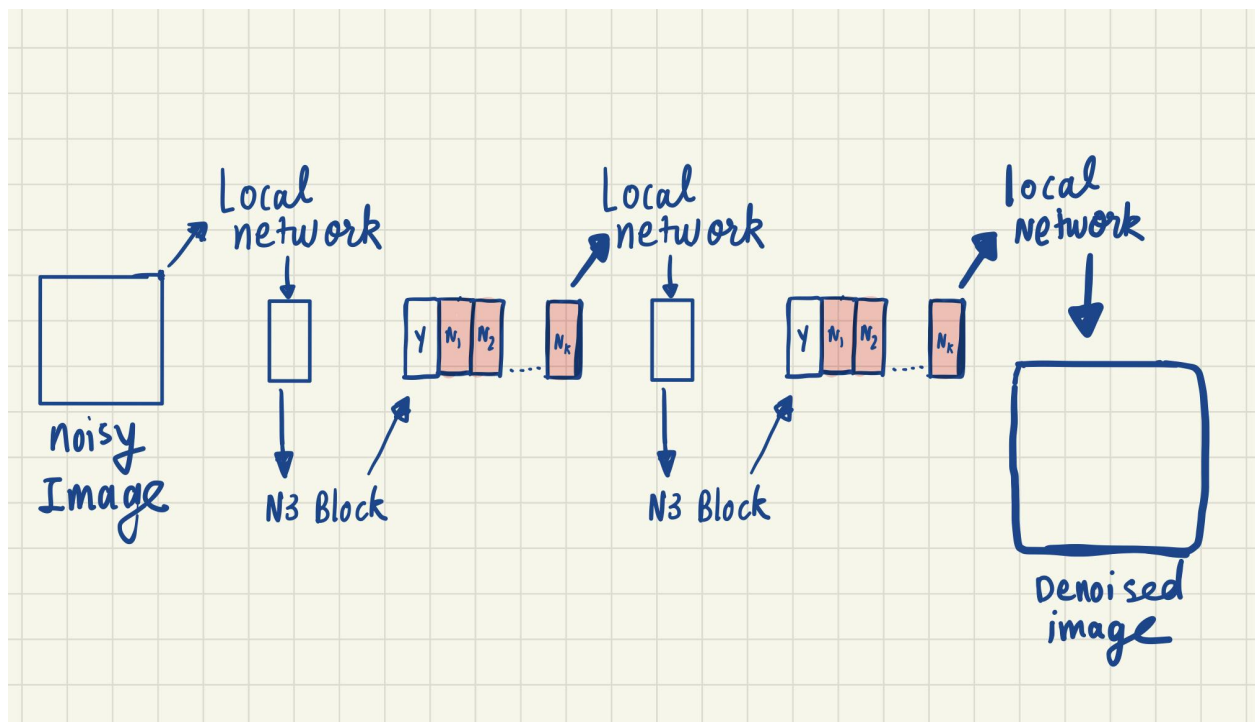 Local
network
Y N1 N2 ..... Nk
N3 Block
Local
network
Y N1 N2 ..... Nk
N3 Block
Local
Network
noisy
Image
Denoised
image